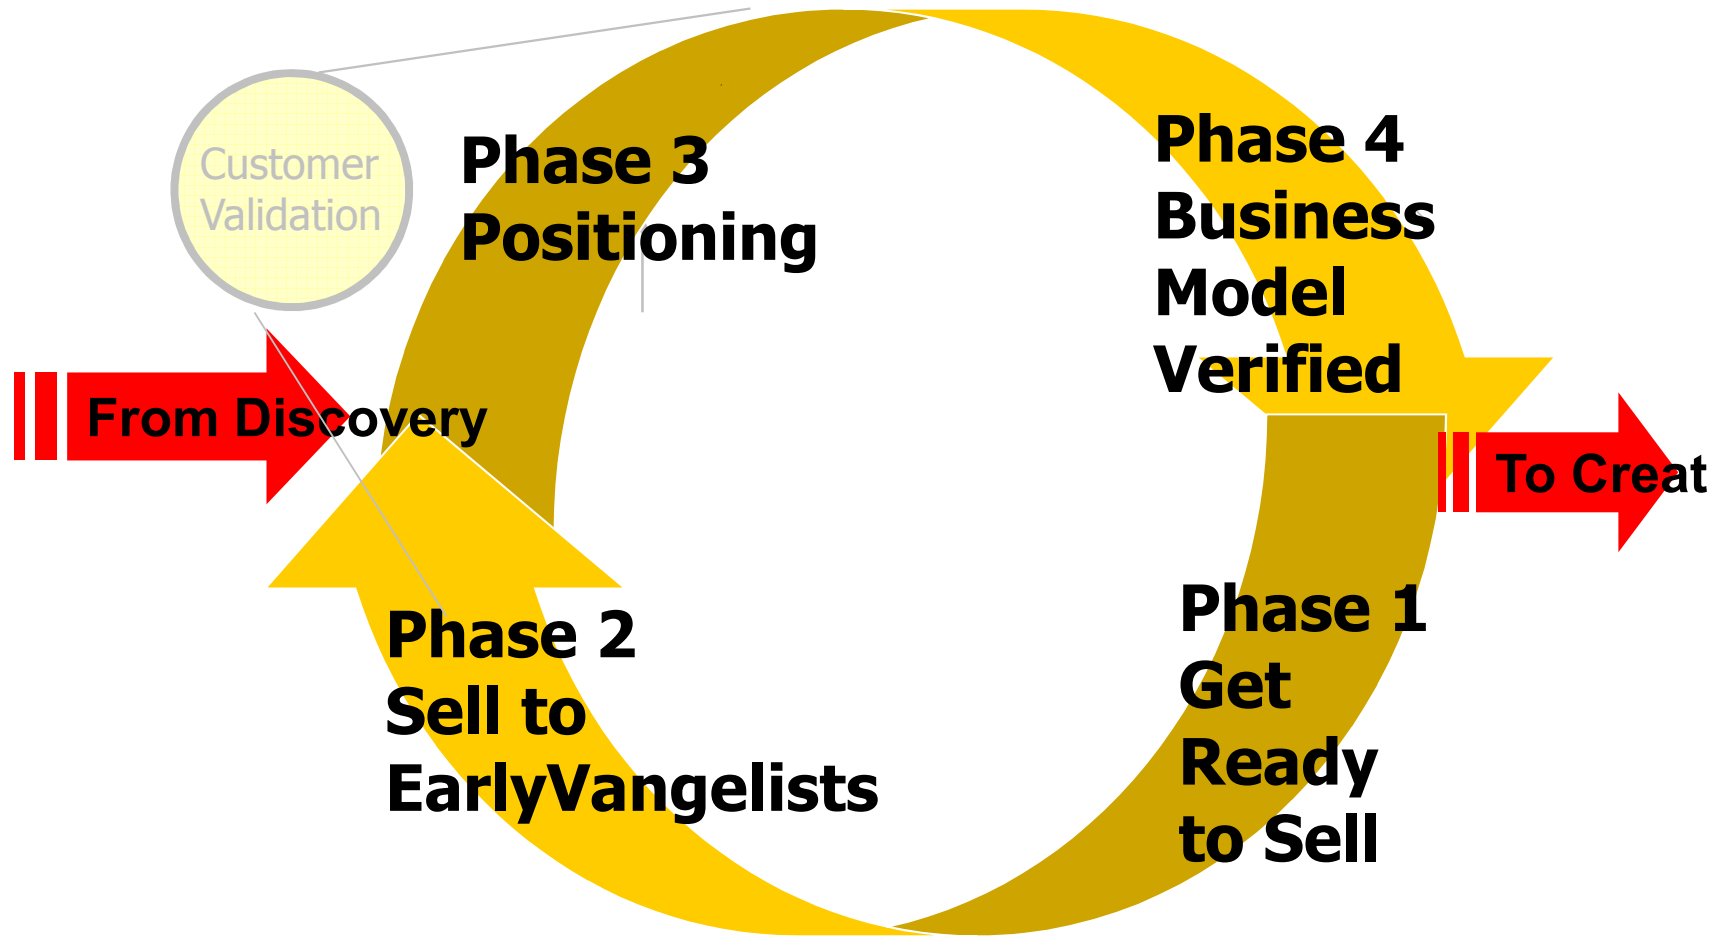 Customer
Validation
Phase 3
Positioning
Phase 4
Business
Model
Verified
From Discovery
To Creat
Phase 2
Sell to
EarlyVangelists
Phase 1
Get
Ready
to Sell